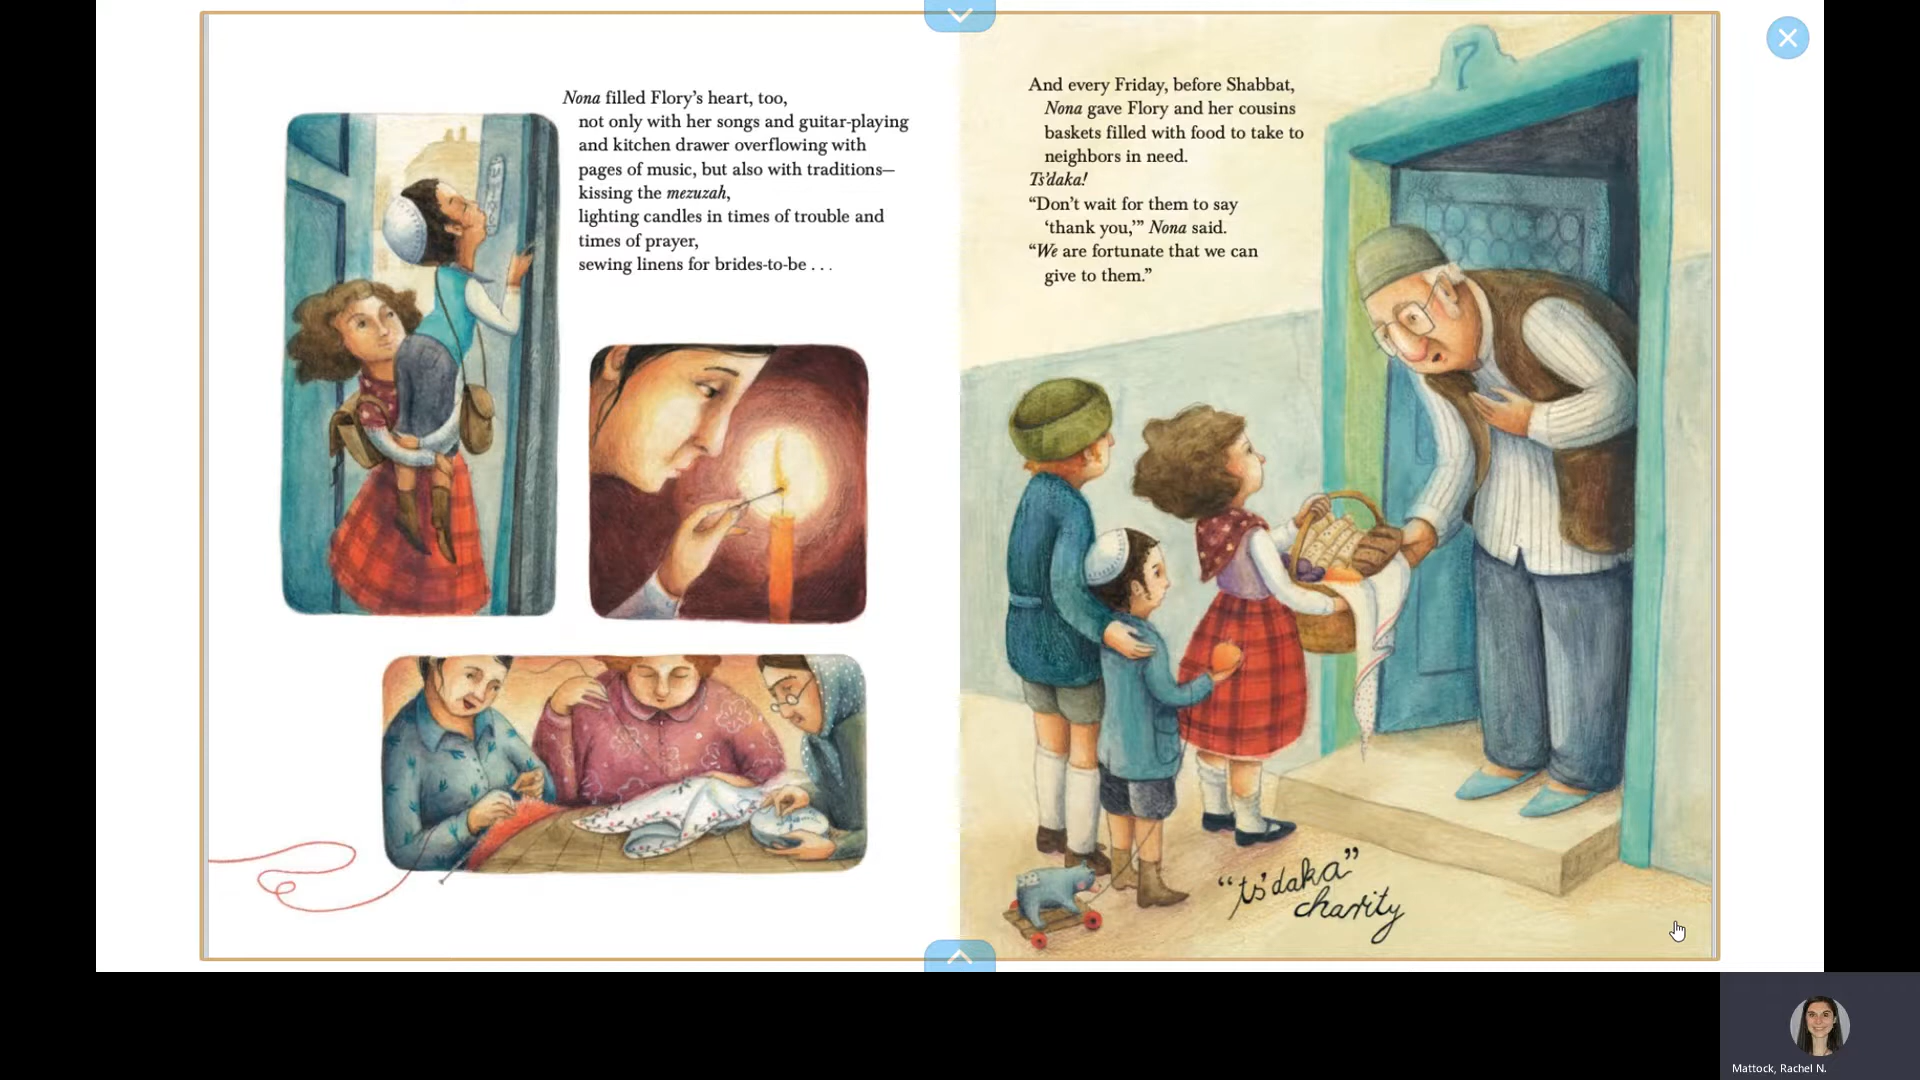 Nona filled Flory’s heart, too,
not only with her songs and guitar-playing
and kitchen drawer overflowing with
pages of music, but also with traditions—
kissing the mezuzah,
lighting candles in times of trouble and
times of prayer,
sewing linens for brides-to-be . . .
And every Friday, before Shabbat,
Nona gave Flory and her cousins
baskets filled with food to take to
neighbors in need.
Ts’daka!
“Don’t wait for them to say
‘thank you,’” Nona said.
“We are fortunate that we can
give to them.”
7
“ts’daka”
charity
Mattock, Rachel N.